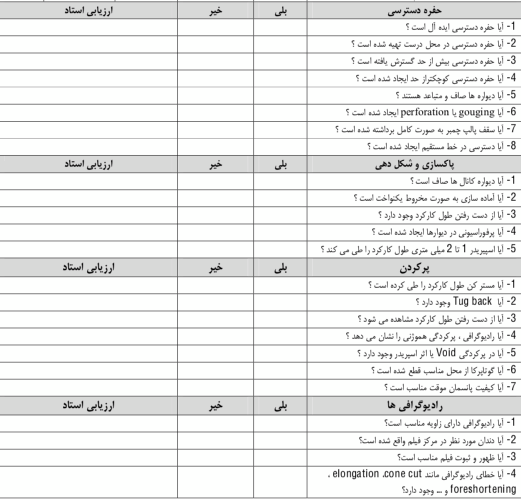 حفره دسترسی بلی خیر ارزیابی استاد
1- آیا حفره دسترسی ایده آل است ؟
2- آیا حفره دسترسی در محل درست تهیه شده است ؟
3- آیا حفره دسترسی بیش از حد گسترش یافته است ؟
4- آیا حفره دسترسی کوچکتراز حد ایجاد شده است ؟
5- آیا دیواره ها صاف و متباعد هستند ؟
6- آیا gouging یا perforation ایجاد شده است ؟
7- آیا سقف پالپ چمبر به صورت کامل برداشته شده است ؟
8- آیا دسترسی در خط مستقیم ایجاد شده است ؟
پاکسازی و شکل دهی بلی خیر ارزیابی استاد
1- آیا دیواره کانال ها صاف است ؟
2- آیا آماده سازی به صورت مخروط یکنواخت است ؟
3- آیا از دست رفتن طول کارکرد وجود دارد ؟
4- آیا پرفوراسیونی در دیوارها ایجاد شده است ؟
5- آیا اسپیریدر 1 تا 2 میلی متری طول کارکرد را طی می کند ؟
پرکردن بلی خیر ارزیابی استاد
1- آیا مستر کن طول کارکرد را طی کرده است ؟
2- آیا Tug back وجود دارد ؟
3- آیا از دست رفتن طول کارکرد مشاهده می شود ؟
4- آیا رادیوگرافی ، پرکردگی هموژنی را نشان می دهد ؟
5- آیا در پرکردگی Void یا اثر اسپریدر وجود دارد ؟
6- آیا گوتاپرکا از محل مناسب قطع شده است ؟
7- آیا کیفیت پانسمان موقت مناسب است ؟
رادیوگرافی ها بلی خیر ارزیابی استاد
1- آیا رادیوگرافی دارای زاویه مناسب است؟
2- آیا دندان مورد نظر در مرکز فیلم واقع شده است؟
3- آیا ظهور و ثبوت فیلم مناسب است؟
4- آیا خطای رادیوگرافی مانند elongation ،cone cut ،
foreshortening و ... وجود دارد؟